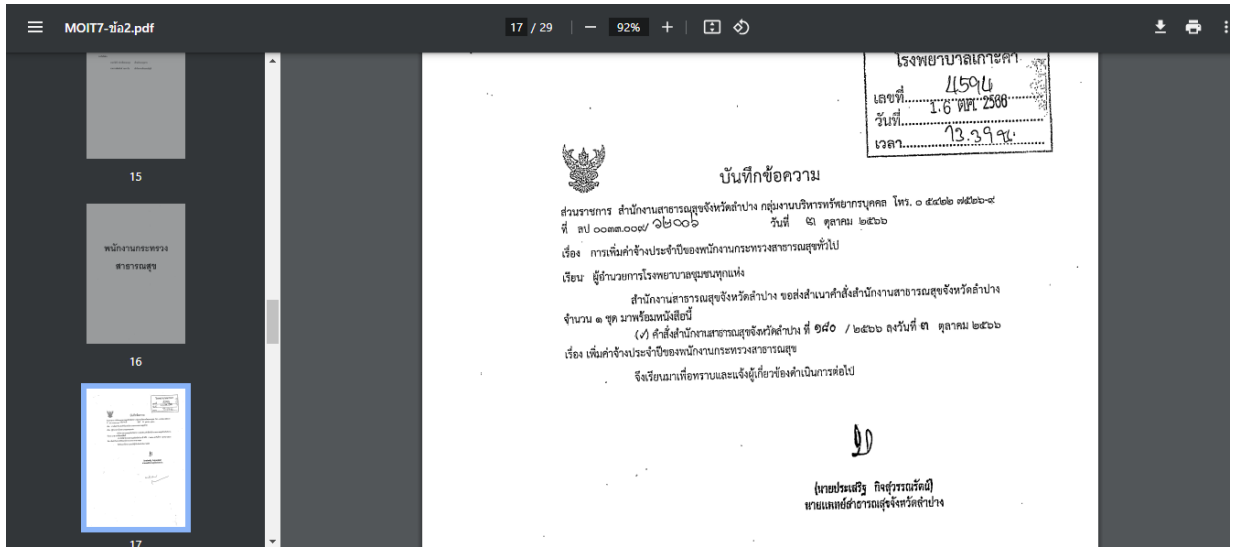 MOIT7-ข้อ2.pdf
17 / 29
92%
15
พนักงานกระทรวง
สาธารณสุข
16
17
โรงพยาบาลเกาะคา
เลขที่ 4594
วันที่ 16 ตค. 2566
เวลา 13.39 น.
บันทึกข้อความ
ส่วนราชการ สำนักงานสาธารณสุขจังหวัดลำปาง กลุ่มงานบริหารทรัพยากรบุคคล โทร. ๐ ๕๔๒๒ ๗๕๒๖-๙
ที่ ลป ๐๐๓๓.๐๐๙/ ๖๒๐๐๖ วันที่ ๓ ตุลาคม ๒๕๖๖
เรื่อง การเพิ่มค่าจ้างประจำปีของพนักงานกระทรวงสาธารณสุขทั่วไป
เรียน ผู้อำนวยการโรงพยาบาลชุมชนทุกแห่ง
สำนักงานสาธารณสุขจังหวัดลำปาง ขอส่งสำเนาคำสั่งสำนักงานสาธารณสุขจังหวัดลำปาง
จำนวน ๑ ชุด มาพร้อมหนังสือนี้
(✓) คำสั่งสำนักงานสาธารณสุขจังหวัดลำปาง ที่ ๑๘๐ / ๒๕๖๖ ลงวันที่ ๓ ตุลาคม ๒๕๖๖
เรื่อง เพิ่มค่าจ้างประจำปีของพนักงานกระทรวงสาธารณสุข
จึงเรียนมาเพื่อทราบและแจ้งผู้เกี่ยวข้องดำเนินการต่อไป
(นายประเสริฐ กิจสุวรรณรัตน์)
นายแพทย์สาธารณสุขจังหวัดลำปาง